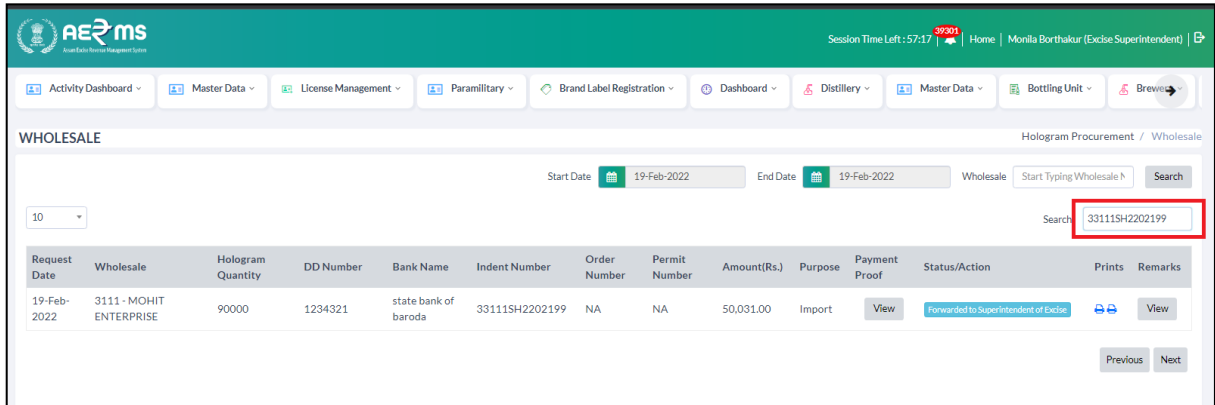 AERMS
Assam Excise Revenue Management System
Session Time Left : 57:17 39301 | Home | Monila Borthakur (Excise Superintendent) |
Activity Dashboard Master Data License Management Paramilitary Brand Label Registration Dashboard Distillery Master Data Bottling Unit Brewery
WHOLESALE Hologram Procurement / Wholesale
Start Date 19-Feb-2022 End Date 19-Feb-2022 Wholesale Start Typing Wholesale N Search
10 Search 33111SH2202199
Request Date Wholesale Hologram Quantity DD Number Bank Name Indent Number Order Number Permit Number Amount(Rs.) Purpose Payment Proof Status/Action Prints Remarks
19-Feb-2022 3111 - MOHIT ENTERPRISE 90000 1234321 state bank of baroda 33111SH2202199 NA NA 50,031.00 Import View Forwarded to Superintendent of Excise View
Previous Next